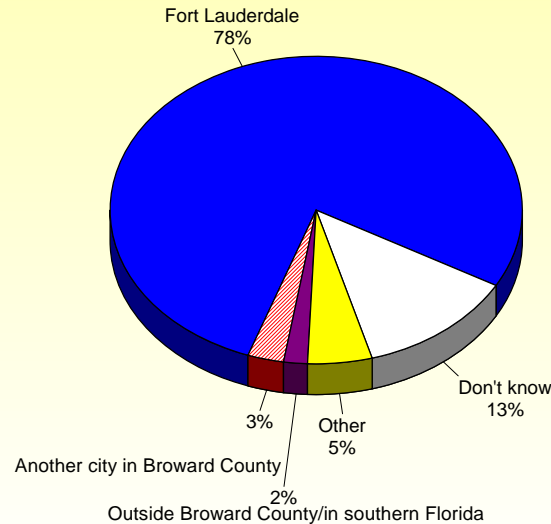 Fort Lauderdale
78%
Don't know
13%
Other
5%
3%
Another city in Broward County
2%
Outside Broward County/in southern Florida